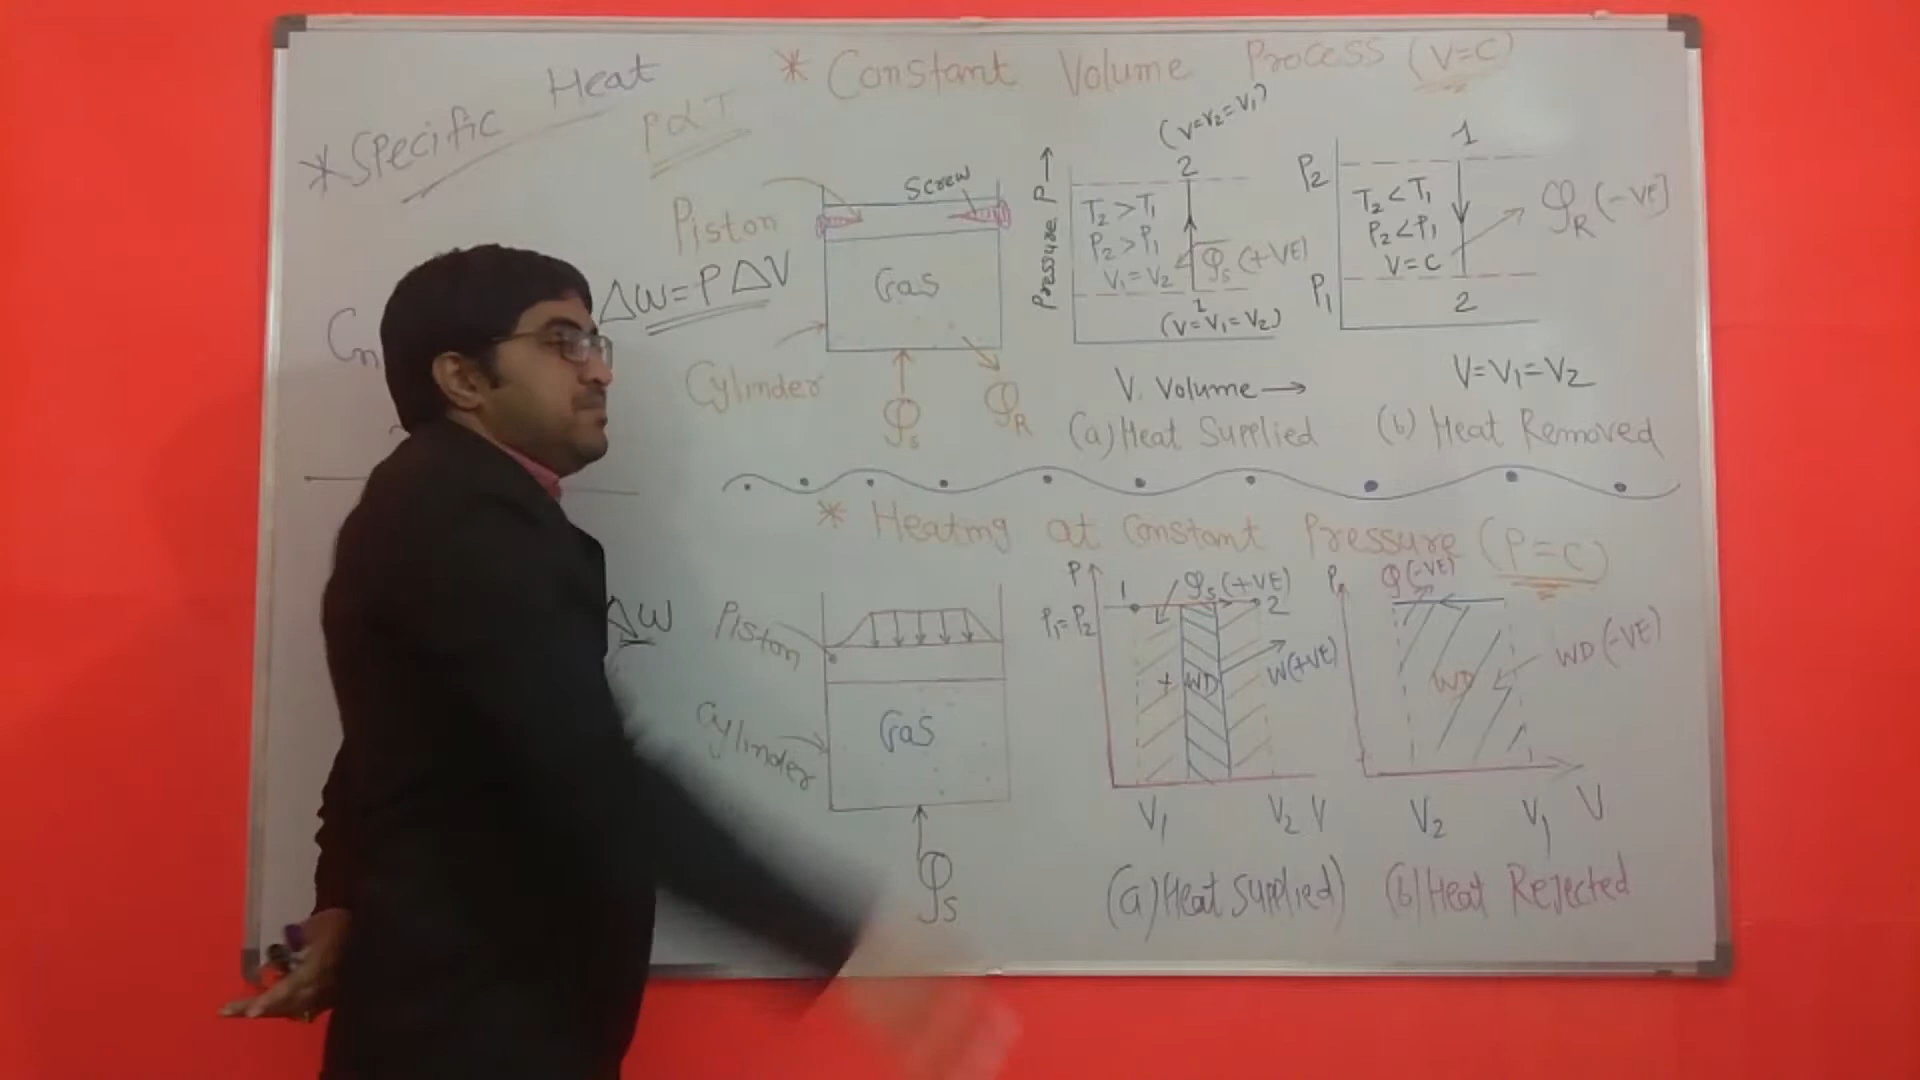 * Specific Heat
P∝T
* Constant Volume Process (V=C)
Piston
Screw
Gas
ΔW=PΔV
Cn
Cylinder
Qs
QR
Pressure, P →
(V=V2=V1)
2
T2 > T1
P2 > P1
V1 = V2
Qs (+VE)
1
(V=V1=V2)
V. Volume →
(a) Heat Supplied
P2
1
T2 < T1
P2 < P1
V = C
QR (-VE)
P1
2
V=V1=V2
(b) Heat Removed
* Heating at Constant Pressure (P=C)
ΔW
Piston
Cylinder
Gas
Qs
P
P1=P2
1
Qs (+VE)
2
+ WD
W(+VE)
V1
V2 V
(a) Heat Supplied)
P
Q(-VE)
WD
WD (-VE)
V2
V1
V
(b) Heat Rejected